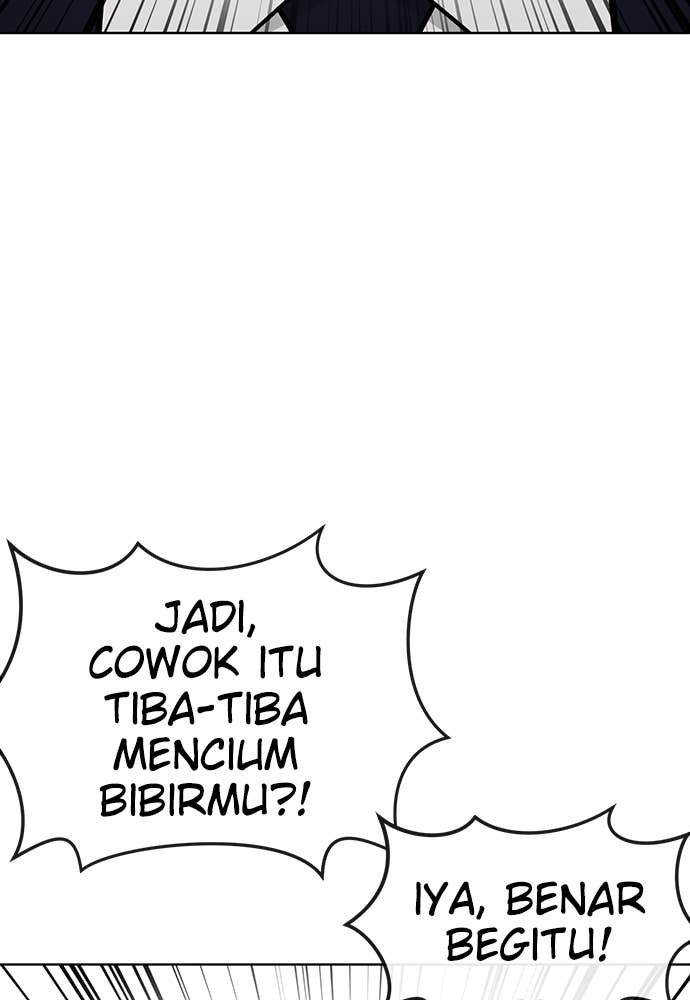 JADI,
COWOK ITU
TIBA-TIBA
MENCIUM
BIBIRMU?!
IYA, BENAR
BEGITU!